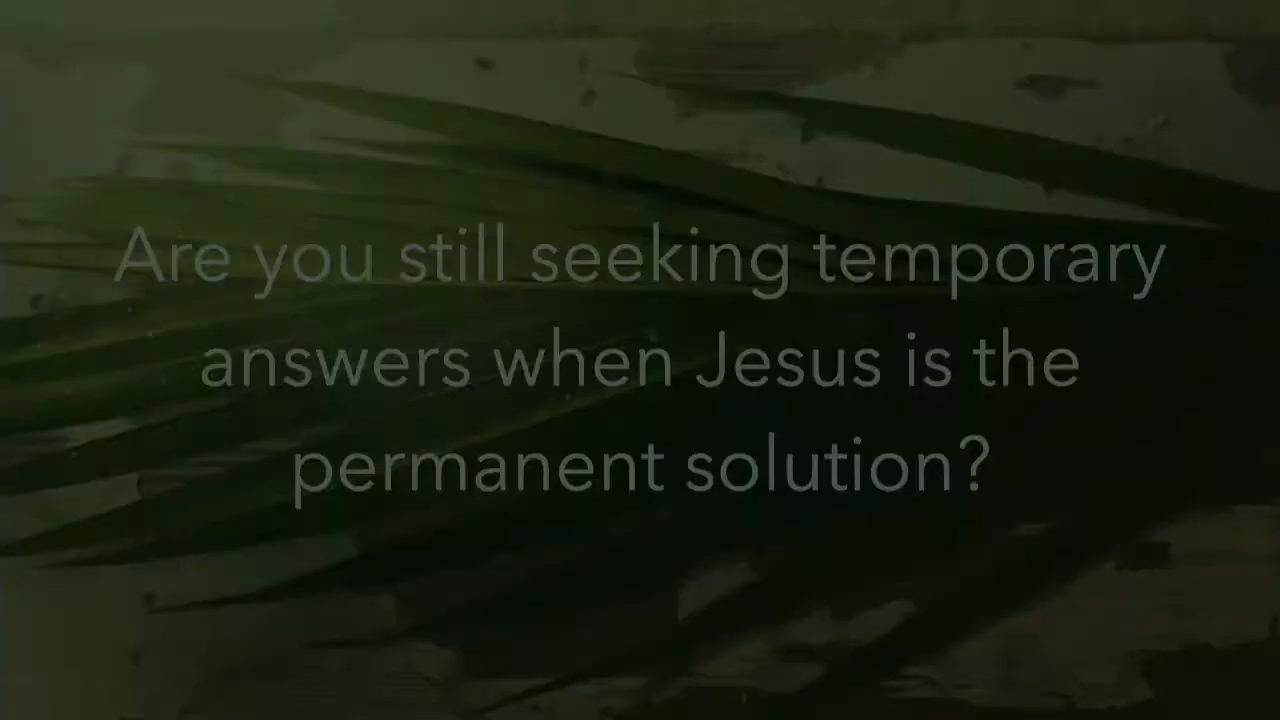 Are you still seeking temporary
answers when Jesus is the
permanent solution?